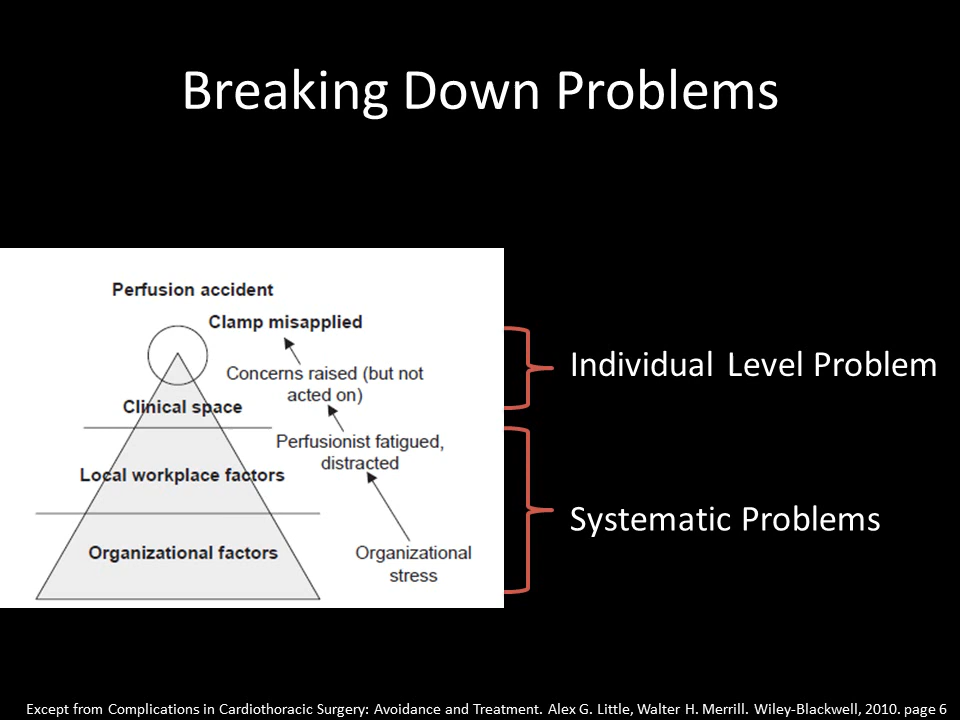 Breaking Down Problems
Perfusion accident
Clamp misapplied
Concerns raised (but not
acted on)
Clinical space
Perfusionist fatigued,
distracted
Local workplace factors
Organizational factors
Organizational
stress
Individual Level Problem
Systematic Problems
Except from Complications in Cardiothoracic Surgery: Avoidance and Treatment. Alex G. Little, Walter H. Merrill. Wiley-Blackwell, 2010. page 6